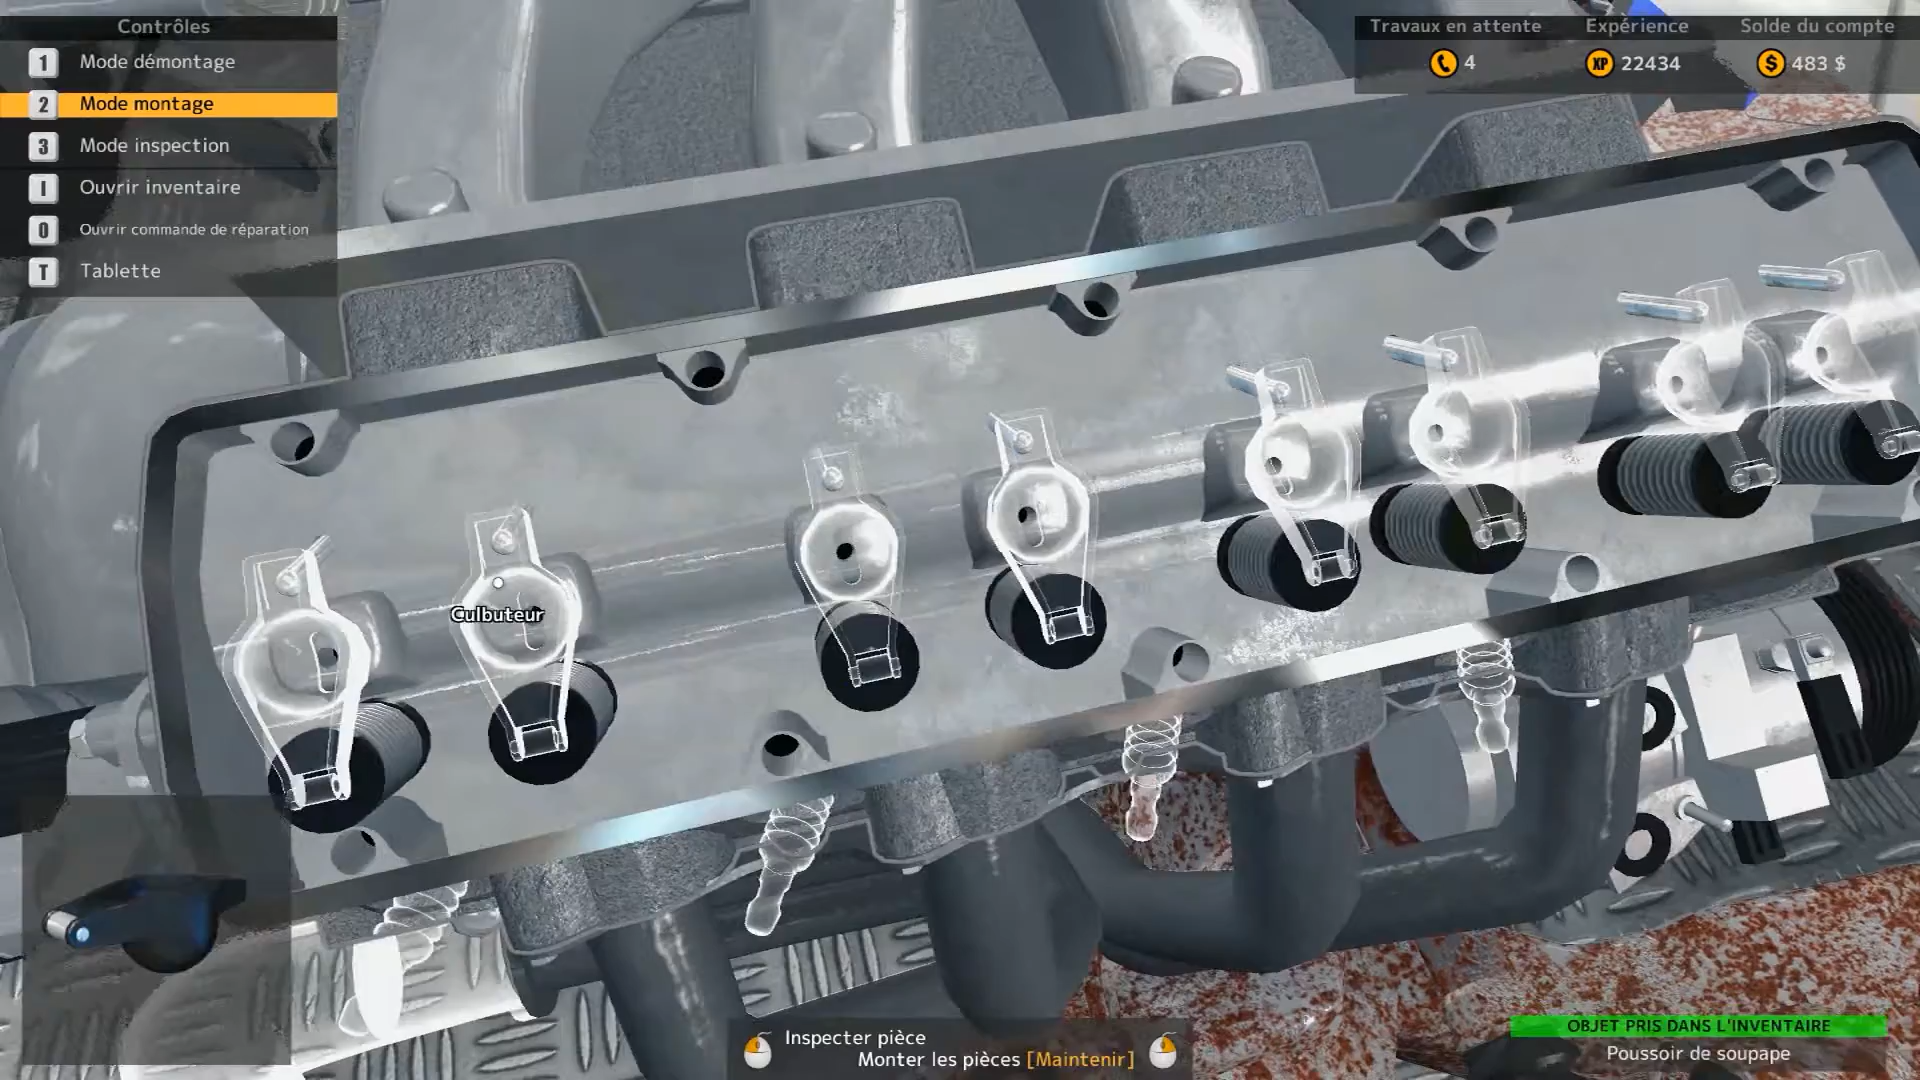 Contrôles
1 Mode démontage
2 Mode montage
3 Mode inspection
I Ouvrir inventaire
O Ouvrir commande de réparation
T Tablette
Travaux en attente Expérience Solde du compte
4 XP 22434 $ 483 $
Culbuteur
Inspecter pièce
Monter les pièces [Maintenir]
OBJET PRIS DANS L'INVENTAIRE
Poussoir de soupape